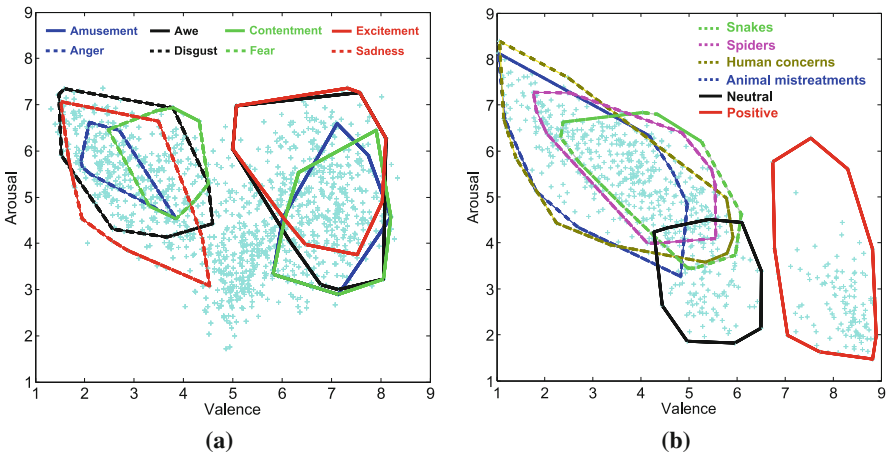 Amusement Awe Contentment Excitement
Anger Disgust Fear Sadness
9
8
7
6
5
4
3
2
1
Arousal
1 2 3 4 5 6 7 8 9
Valence
(a)
Snakes
Spiders
Human concerns
Animal mistreatments
Neutral
Positive
9
8
7
6
5
4
3
2
1
Arousal
1 2 3 4 5 6 7 8 9
Valence
(b)